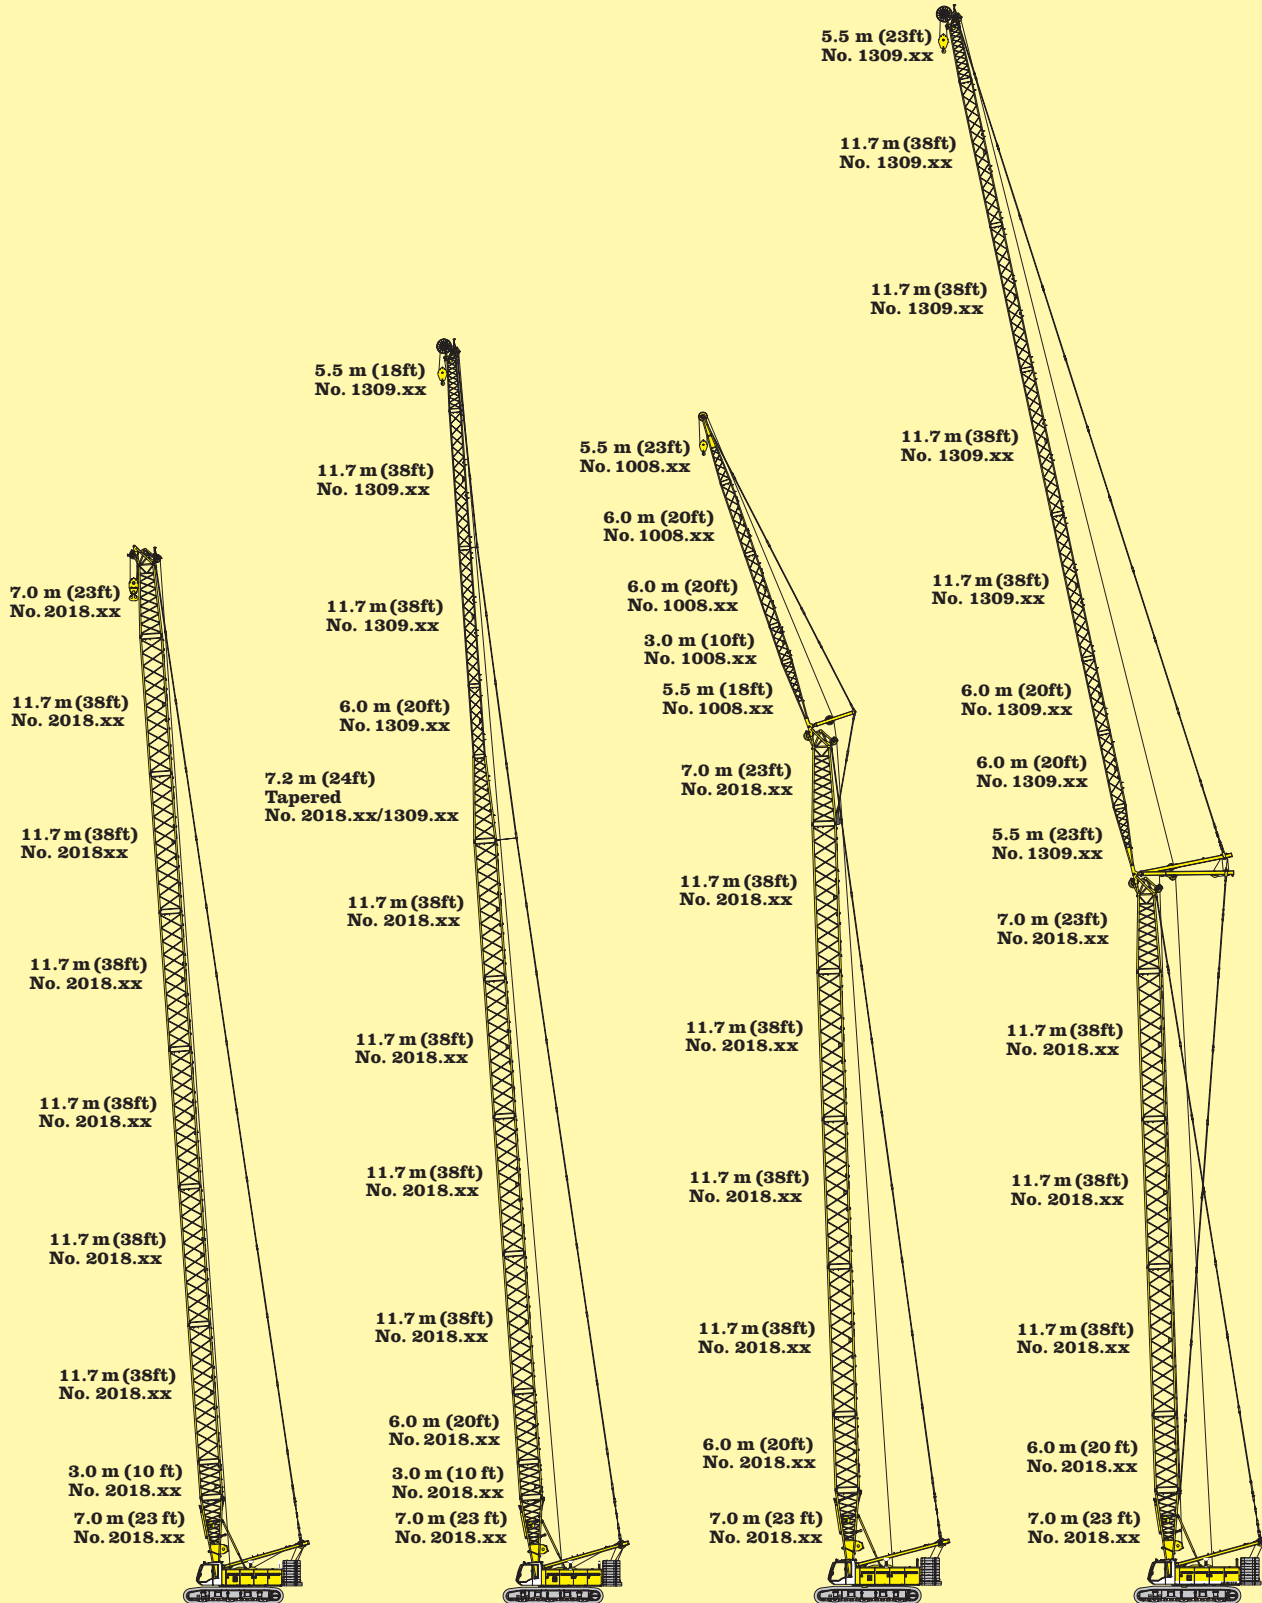 7.0 m (23ft)
No. 2018.xx
11.7 m (38ft)
No. 2018.xx
11.7 m (38ft)
No. 2018xx
11.7 m (38ft)
No. 2018.xx
11.7 m (38ft)
No. 2018.xx
11.7 m (38ft)
No. 2018.xx
11.7 m (38ft)
No. 2018.xx
3.0 m (10 ft)
No. 2018.xx
7.0 m (23 ft)
No. 2018.xx
5.5 m (18ft)
No. 1309.xx
11.7 m (38ft)
No. 1309.xx
11.7 m (38ft)
No. 1309.xx
6.0 m (20ft)
No. 1309.xx
7.2 m (24ft)
Tapered
No. 2018.xx/1309.xx
11.7 m (38ft)
No. 2018.xx
11.7 m (38ft)
No. 2018.xx
11.7 m (38ft)
No. 2018.xx
11.7 m (38ft)
No. 2018.xx
6.0 m (20ft)
No. 2018.xx
3.0 m (10 ft)
No. 2018.xx
7.0 m (23 ft)
No. 2018.xx
5.5 m (23ft)
No. 1008.xx
6.0 m (20ft)
No. 1008.xx
6.0 m (20ft)
No. 1008.xx
3.0 m (10ft)
No. 1008.xx
5.5 m (18ft)
No. 1008.xx
7.0 m (23ft)
No. 2018.xx
11.7 m (38ft)
No. 2018.xx
11.7 m (38ft)
No. 2018.xx
11.7 m (38ft)
No. 2018.xx
11.7 m (38ft)
No. 2018.xx
6.0 m (20ft)
No. 2018.xx
7.0 m (23 ft)
No. 2018.xx
5.5 m (23ft)
No. 1309.xx
11.7 m (38ft)
No. 1309.xx
11.7 m (38ft)
No. 1309.xx
11.7 m (38ft)
No. 1309.xx
11.7 m (38ft)
No. 1309.xx
6.0 m (20ft)
No. 1309.xx
6.0 m (20ft)
No. 1309.xx
5.5 m (23ft)
No. 1309.xx
7.0 m (23ft)
No. 2018.xx
11.7 m (38ft)
No. 2018.xx
11.7 m (38ft)
No. 2018.xx
11.7 m (38ft)
No. 2018.xx
6.0 m (20 ft)
No. 2018.xx
7.0 m (23 ft)
No. 2018.xx